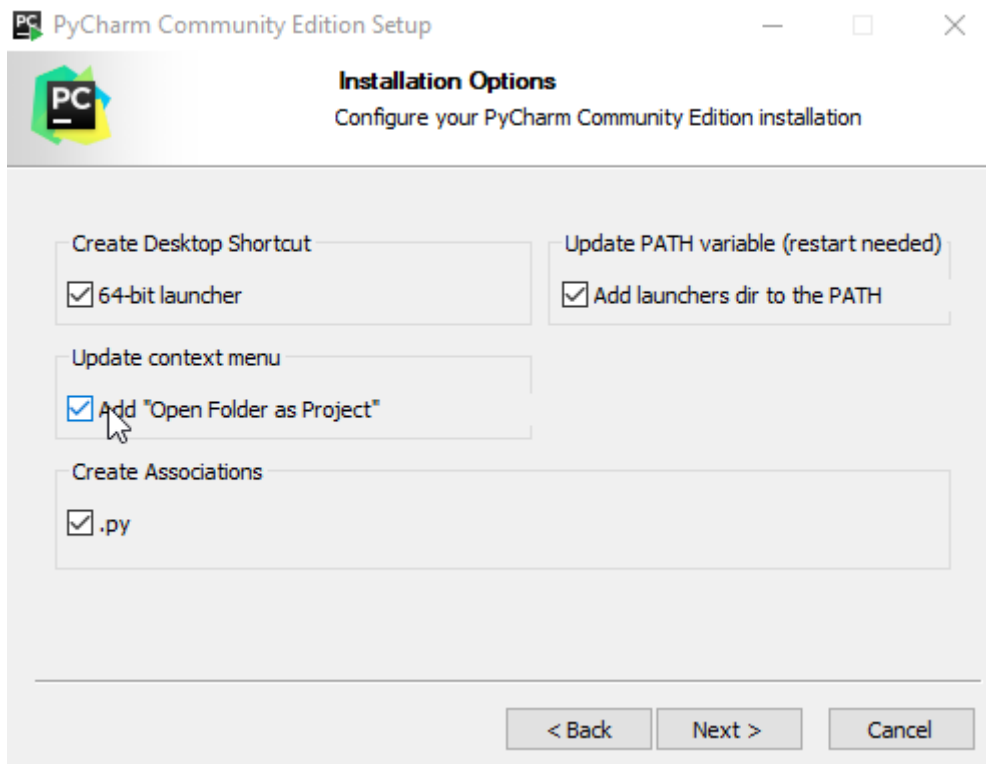 PyCharm Community Edition Setup
PC
Installation Options
Configure your PyCharm Community Edition installation
Create Desktop Shortcut
64-bit launcher
Update PATH variable (restart needed)
Add launchers dir to the PATH
Update context menu
Add "Open Folder as Project"
Create Associations
.py
< Back
Next >
Cancel